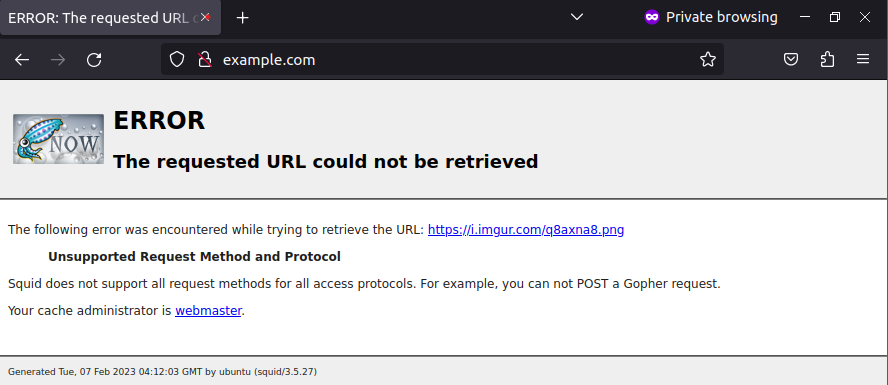 ERROR: The requested URL c
Private browsing
example.com
NOW
ERROR
The requested URL could not be retrieved
The following error was encountered while trying to retrieve the URL: https://i.imgur.com/q8axna8.png
Unsupported Request Method and Protocol
Squid does not support all request methods for all access protocols. For example, you can not POST a Gopher request.
Your cache administrator is webmaster.
Generated Tue, 07 Feb 2023 04:12:03 GMT by ubuntu (squid/3.5.27)